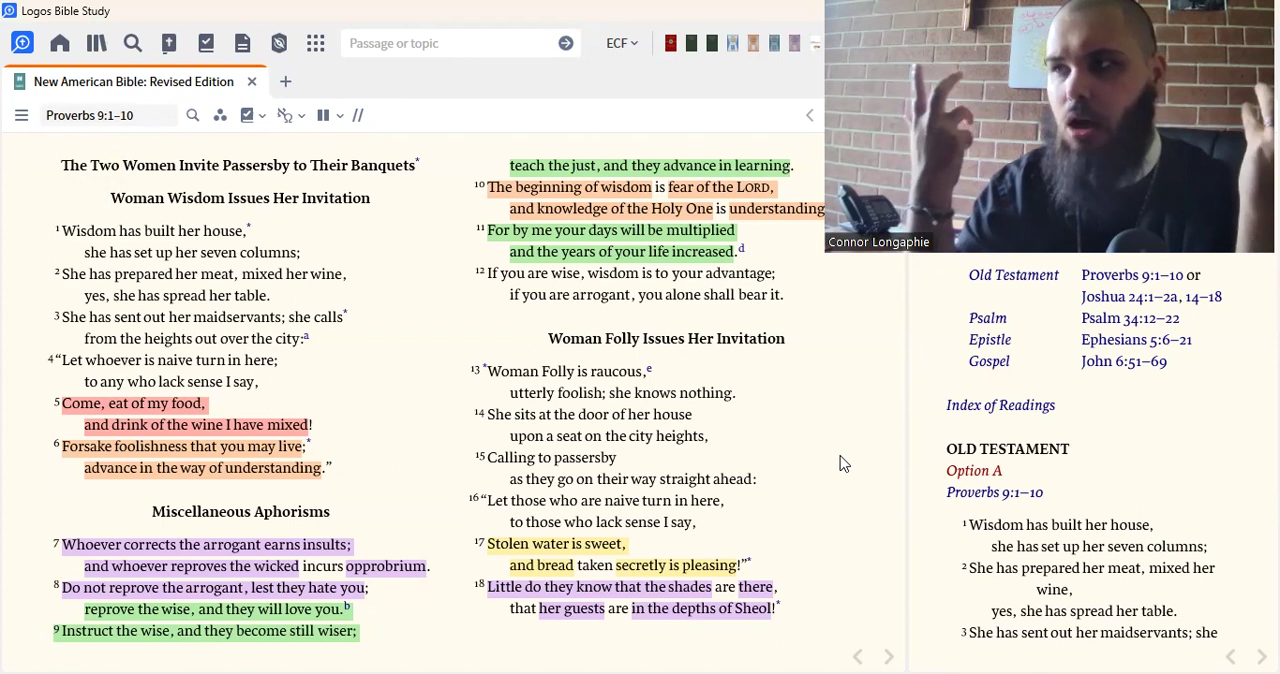 Logos Bible Study
Passage or topic
ECF
New American Bible: Revised Edition
Proverbs 9:1–10
The Two Women Invite Passersby to Their Banquets*
Woman Wisdom Issues Her Invitation
1 Wisdom has built her house,*
she has set up her seven columns;
2 She has prepared her meat, mixed her wine,
yes, she has spread her table.
3 She has sent out her maidservants; she calls*
from the heights out over the city:a
4 “Let whoever is naive turn in here;
to any who lack sense I say,
5 Come, eat of my food,
and drink of the wine I have mixed!
6 Forsake foolishness that you may live;*
advance in the way of understanding.”
Miscellaneous Aphorisms
7 Whoever corrects the arrogant earns insults;
and whoever reproves the wicked incurs opprobrium.
8 Do not reprove the arrogant, lest they hate you;
reprove the wise, and they will love you.b
9 Instruct the wise, and they become still wiser;
teach the just, and they advance in learning.
10 The beginning of wisdom is fear of the LORD,
and knowledge of the Holy One is understanding
11 For by me your days will be multiplied
and the years of your life increased.d
12 If you are wise, wisdom is to your advantage;
if you are arrogant, you alone shall bear it.
Woman Folly Issues Her Invitation
13 *Woman Folly is raucous,e
utterly foolish; she knows nothing.
14 She sits at the door of her house
upon a seat on the city heights,
15 Calling to passersby
as they go on their way straight ahead:
16 “Let those who are naive turn in here,
to those who lack sense I say,
17 Stolen water is sweet,
and bread taken secretly is pleasing!”*
18 Little do they know that the shades are there,
that her guests are in the depths of Sheol!*
Connor Longaphie
Old Testament Proverbs 9:1–10 or
Joshua 24:1–2a, 14–18
Psalm Psalm 34:12–22
Epistle Ephesians 5:6–21
Gospel John 6:51–69
Index of Readings
OLD TESTAMENT
Option A
Proverbs 9:1–10
1 Wisdom has built her house,
she has set up her seven columns;
2 She has prepared her meat, mixed her
wine,
yes, she has spread her table.
3 She has sent out her maidservants; she